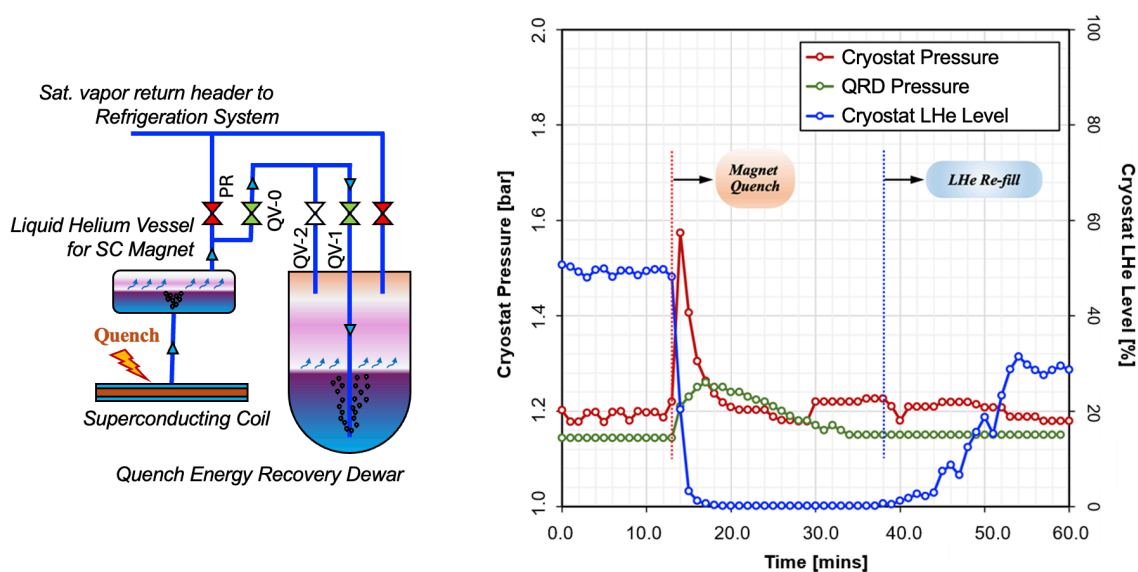 Sat. vapor return header to
Refrigeration System
PR
QV-0
Liquid Helium Vessel
for SC Magnet
QV-2
QV-1
Quench
Superconducting Coil
Quench Energy Recovery Dewar
Cryostat Pressure
QRD Pressure
Cryostat LHe Level
Magnet
Quench
LHe Re-fill
Cryostat Pressure [bar]
2.0
1.8
1.6
1.4
1.2
1.0
100
80
60
40
20
0
Cryostat LHe Level [%]
0.0 10.0 20.0 30.0 40.0 50.0 60.0
Time [mins]